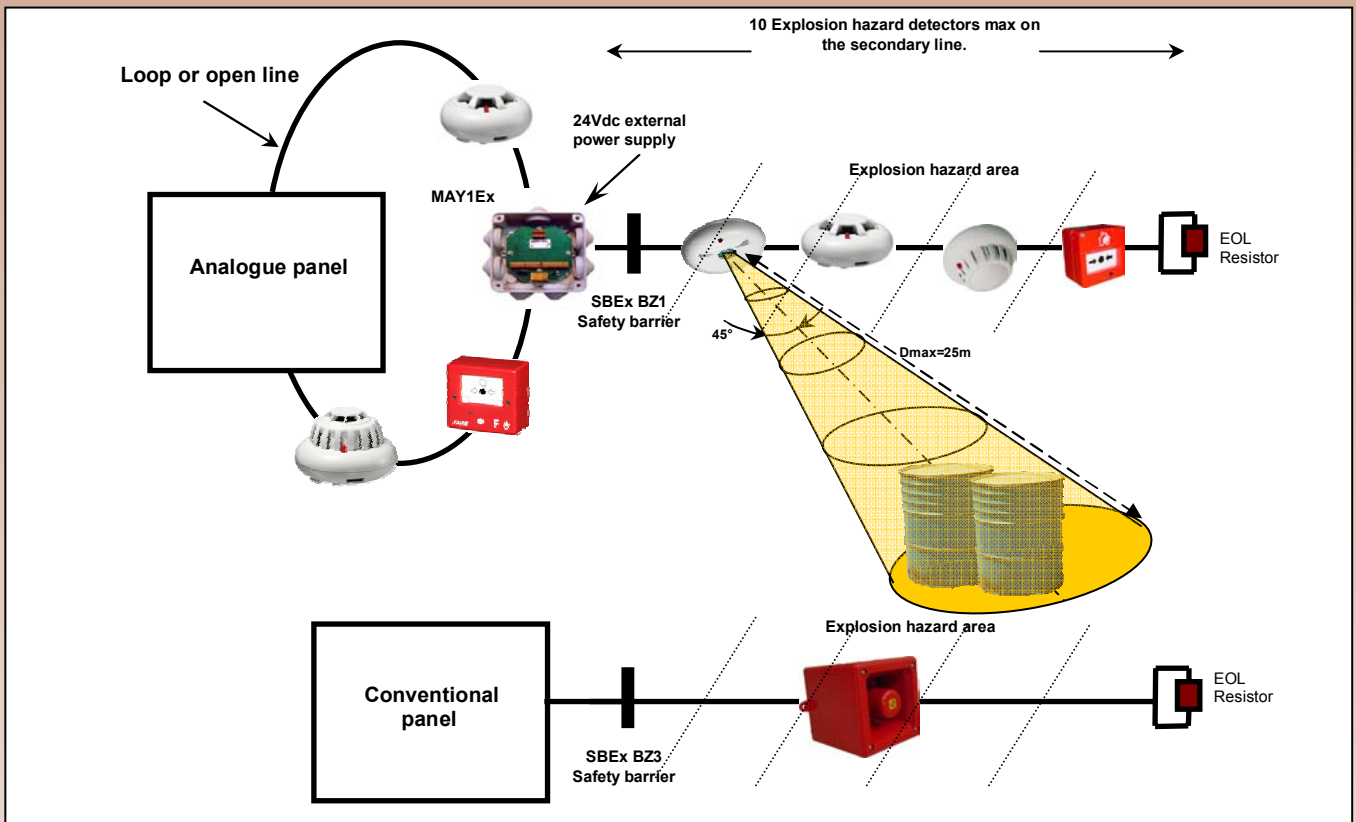 10 Explosion hazard detectors max on
the secondary line.
Loop or open line
24Vdc external
power supply
Explosion hazard area
MAY1Ex
Analogue panel
EOL
Resistor
SBEx BZ1
Safety barrier
45°
Dmax=25m
F
Explosion hazard area
Conventional
panel
EOL
Resistor
SBEx BZ3
Safety barrier